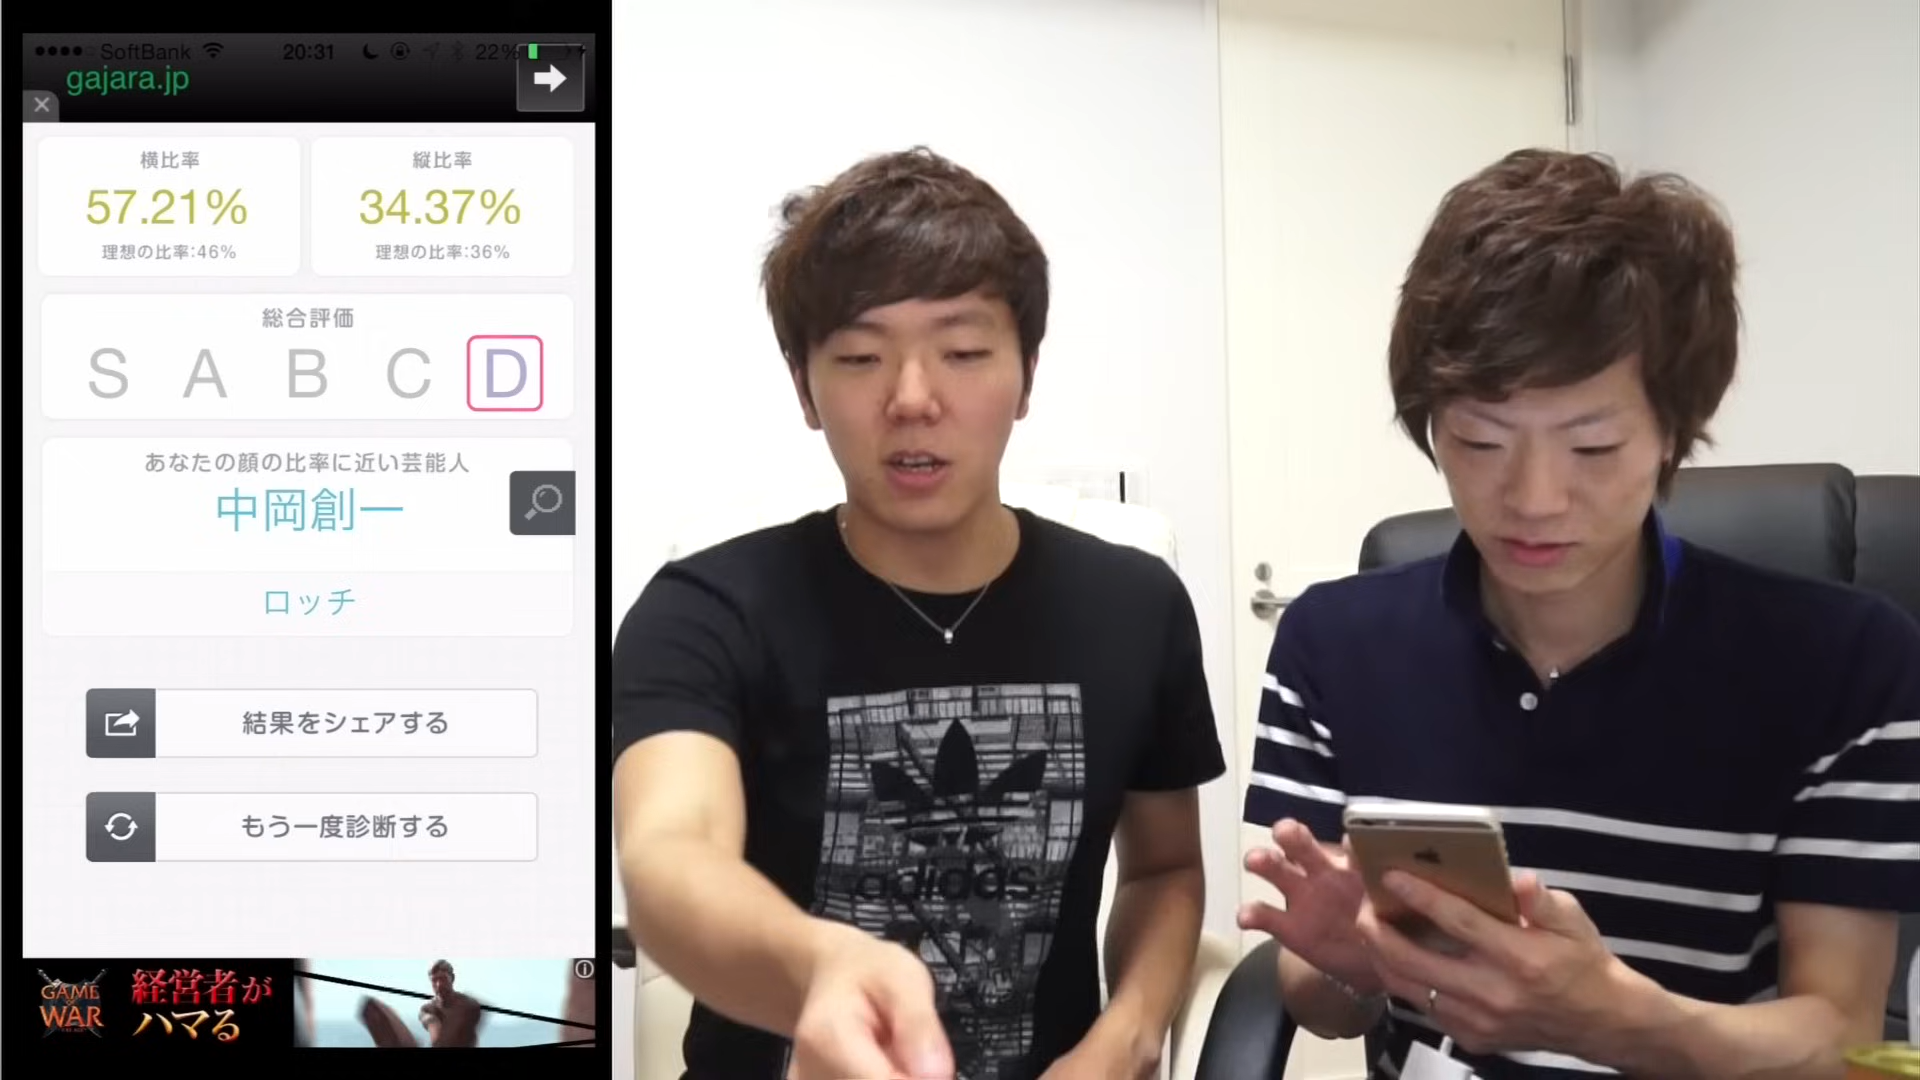 SoftBank 20:31 22%
gajara.jp
横比率
57.21%
理想の比率:46%
縦比率
34.37%
理想の比率:36%
総合評価
S A B C D
あなたの顔の比率に近い芸能人
中岡創一
ロッチ
結果をシェアする
もう一度診断する
GAME OF WAR
経営者が
ハマる
adidas